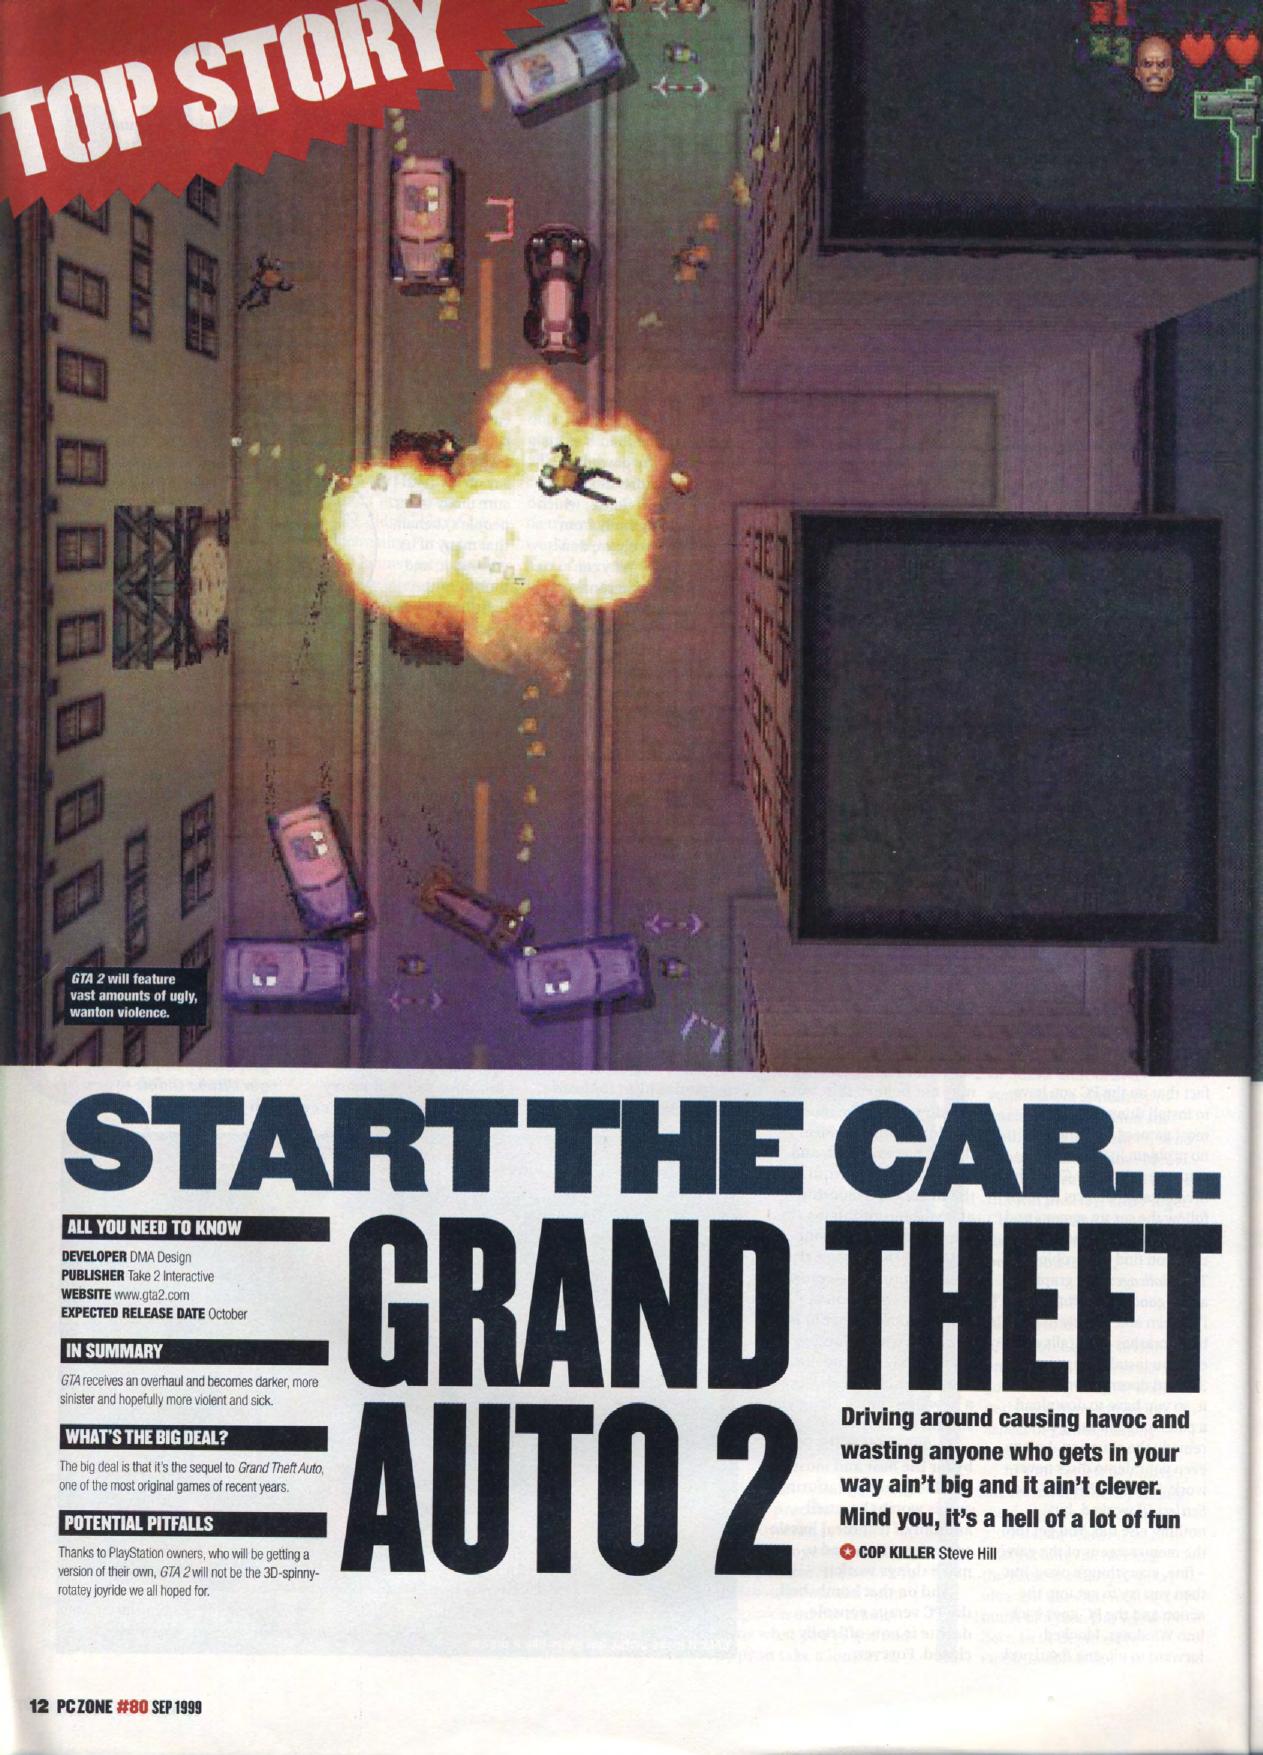 TOP STORY
×1
×3
GTA 2 will feature
vast amounts of ugly,
wanton violence.
START THE CAR...
GRAND THEFT
AUTO 2
ALL YOU NEED TO KNOW
DEVELOPER DMA Design
PUBLISHER Take 2 Interactive
WEBSITE www.gta2.com
EXPECTED RELEASE DATE October
IN SUMMARY
GTA receives an overhaul and becomes darker, more
sinister and hopefully more violent and sick.
WHAT'S THE BIG DEAL?
The big deal is that it's the sequel to Grand Theft Auto,
one of the most original games of recent years.
POTENTIAL PITFALLS
Thanks to PlayStation owners, who will be getting a
version of their own, GTA 2 will not be the 3D-spinny-
rotatey joyride we all hoped for.
Driving around causing havoc and
wasting anyone who gets in your
way ain't big and it ain't clever.
Mind you, it's a hell of a lot of fun
COP KILLER Steve Hill
12 PC ZONE #80 SEP 1999